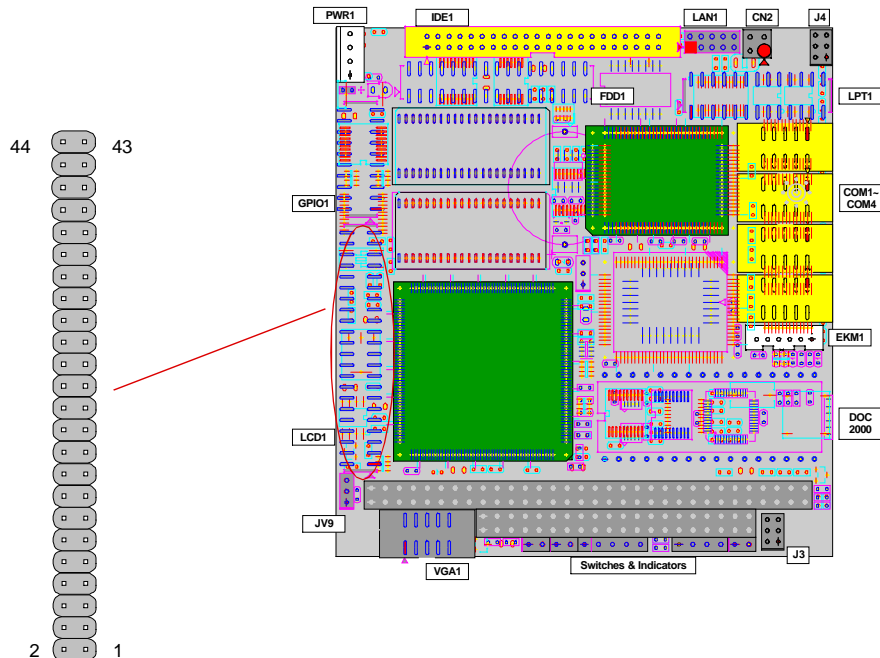 PWR1
IDE1
LAN1
CN2
J4
FDD1
LPT1
44 43
GPIO1
COM1~
COM4
EKM1
LCD1
DOC
2000
JV9
J3
VGA1
Switches & Indicators
2 1